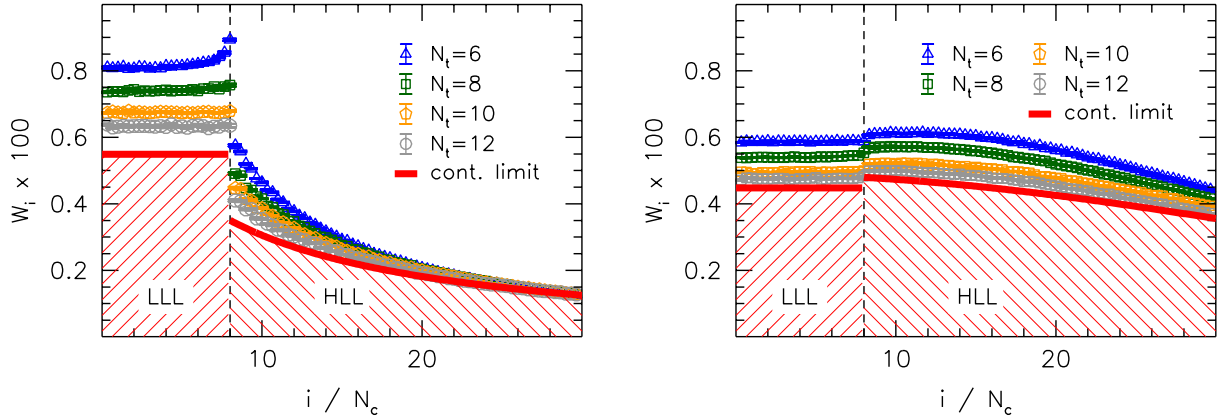 0.8
0.6
0.4
0.2
W_i x 100
N_t=6
N_t=8
N_t=10
N_t=12
cont. limit
LLL
HLL
10
20
i / N_c
0.8
0.6
0.4
0.2
W_i x 100
N_t=6
N_t=10
N_t=8
N_t=12
cont. limit
LLL
HLL
10
20
i / N_c